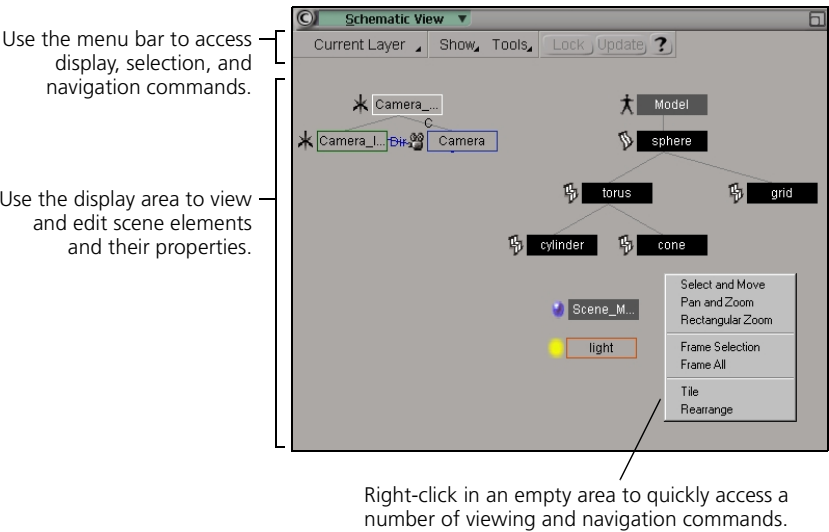 Schematic View
Current Layer Show Tools Lock Update ?
Use the menu bar to access
display, selection, and
navigation commands.
Camera_...
C
Camera_I... Dir Camera
Model
sphere
torus grid
cylinder cone
Use the display area to view
and edit scene elements
and their properties.
Scene_M...
light
Select and Move
Pan and Zoom
Rectangular Zoom
Frame Selection
Frame All
Tile
Rearrange
Right-click in an empty area to quickly access a
number of viewing and navigation commands.